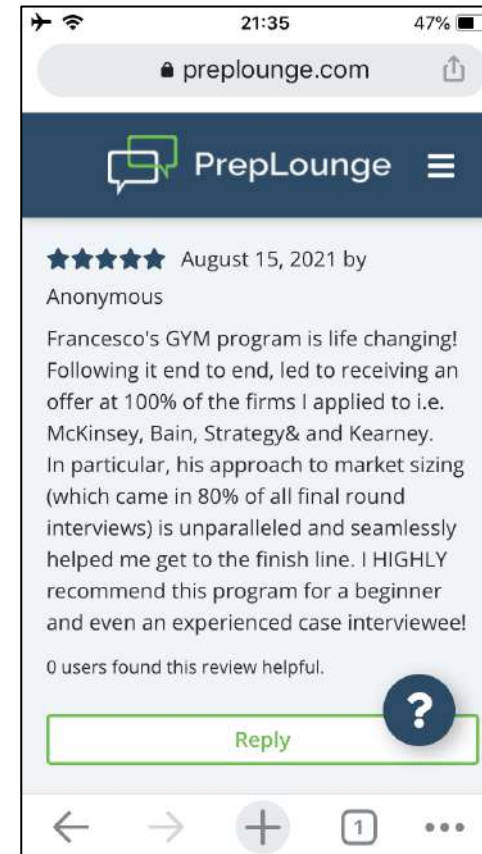 21:35
47%
preplounge.com
PrepLounge
August 15, 2021 by
Anonymous
Francesco's GYM program is life changing!
Following it end to end, led to receiving an
offer at 100% of the firms I applied to i.e.
McKinsey, Bain, Strategy& and Kearney.
In particular, his approach to market sizing
(which came in 80% of all final round
interviews) is unparalleled and seamlessly
helped me get to the finish line. I HIGHLY
recommend this program for a beginner
and even an experienced case interviewee!
0 users found this review helpful.
?
Reply
1